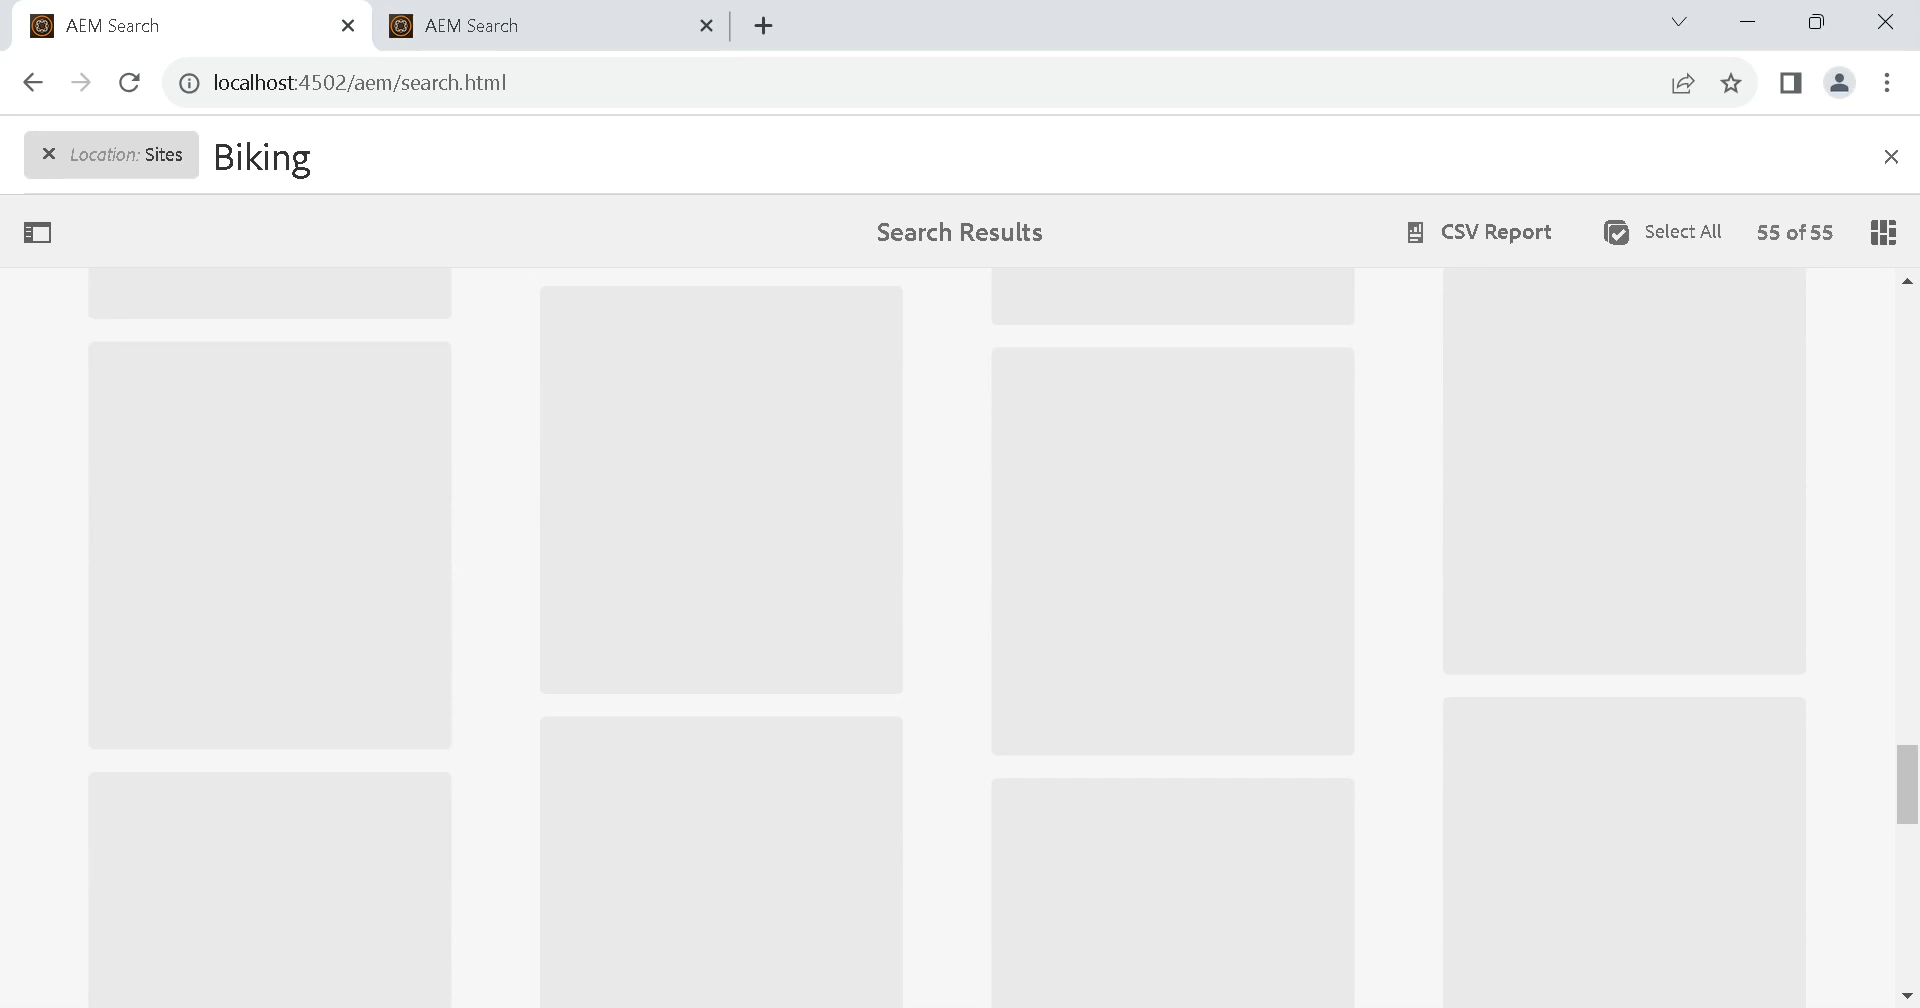 AEM Search
AEM Search
localhost:4502/aem/search.html
Location: Sites
Biking
Search Results
CSV Report
Select All
55 of 55